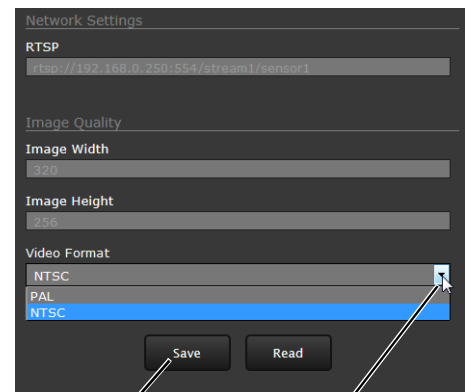 Network Settings
RTSP
rtsp://192.168.0.250:554/stream1/sensor1
Image Quality
Image Width
320
Image Height
256
Video Format
NTSC
PAL
NTSC
Save Read